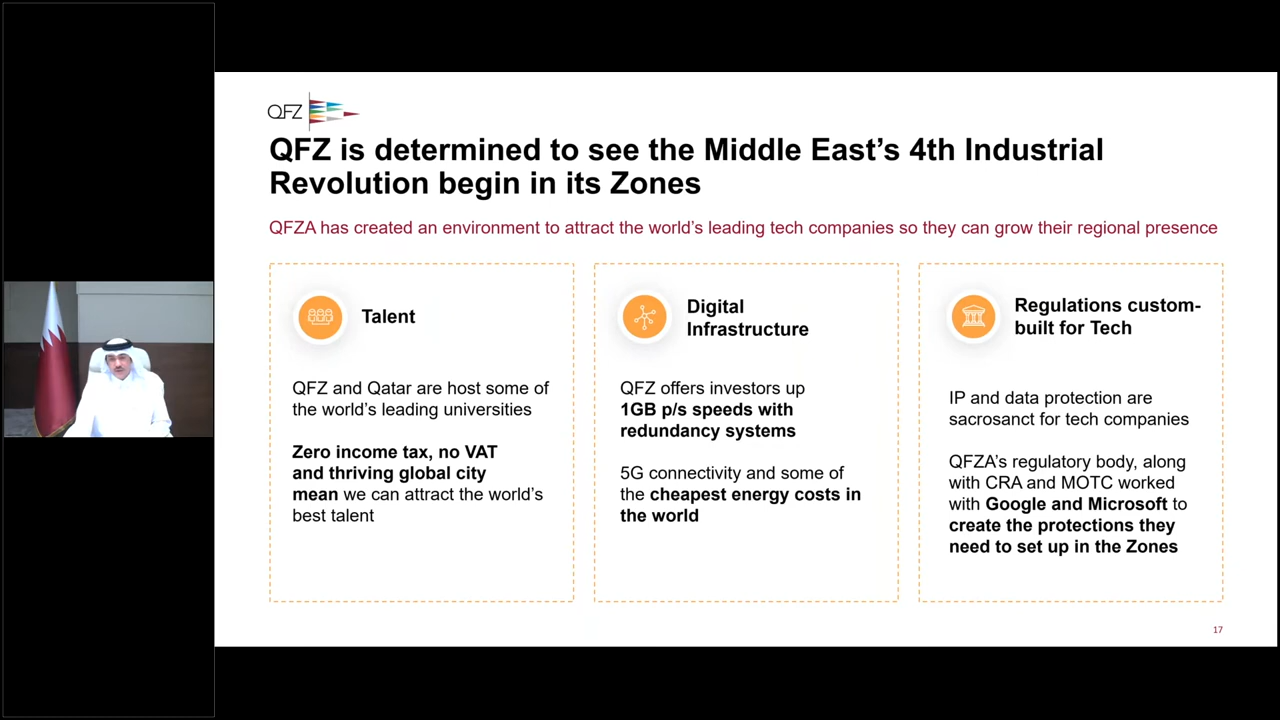 QFZ
QFZ is determined to see the Middle East’s 4th Industrial
Revolution begin in its Zones
QFZA has created an environment to attract the world’s leading tech companies so they can grow their regional presence
Talent
QFZ and Qatar are host some of
the world’s leading universities
Zero income tax, no VAT
and thriving global city
mean we can attract the world’s
best talent
Digital
Infrastructure
QFZ offers investors up
1GB p/s speeds with
redundancy systems
5G connectivity and some of
the cheapest energy costs in
the world
Regulations custom-
built for Tech
IP and data protection are
sacrosanct for tech companies
QFZA’s regulatory body, along
with CRA and MOTC worked
with Google and Microsoft to
create the protections they
need to set up in the Zones
17